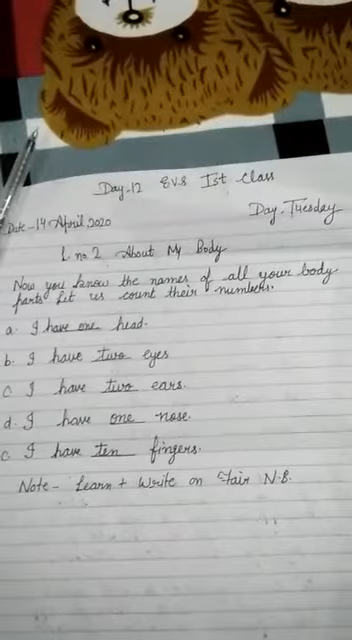 Day-12 EVS Ist Class
Date-14 April, 2020 Day-Tuesday
L no. 2 About My Body
Now you know the names of all your body
parts let us count their numbers.
a. I have one head.
b. I have two eyes
c I have two ears.
d. I have one nose.
c I have ten fingers.
Note- Learn + Write on Fair N.B.